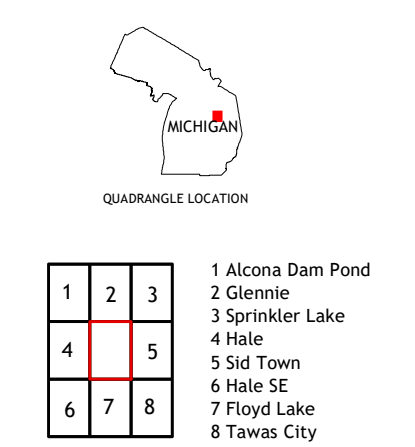 MICHIGAN
QUADRANGLE LOCATION
1 2 3
4 5
6 7 8
1 Alcona Dam Pond
2 Glennie
3 Sprinkler Lake
4 Hale
5 Sid Town
6 Hale SE
7 Floyd Lake
8 Tawas City